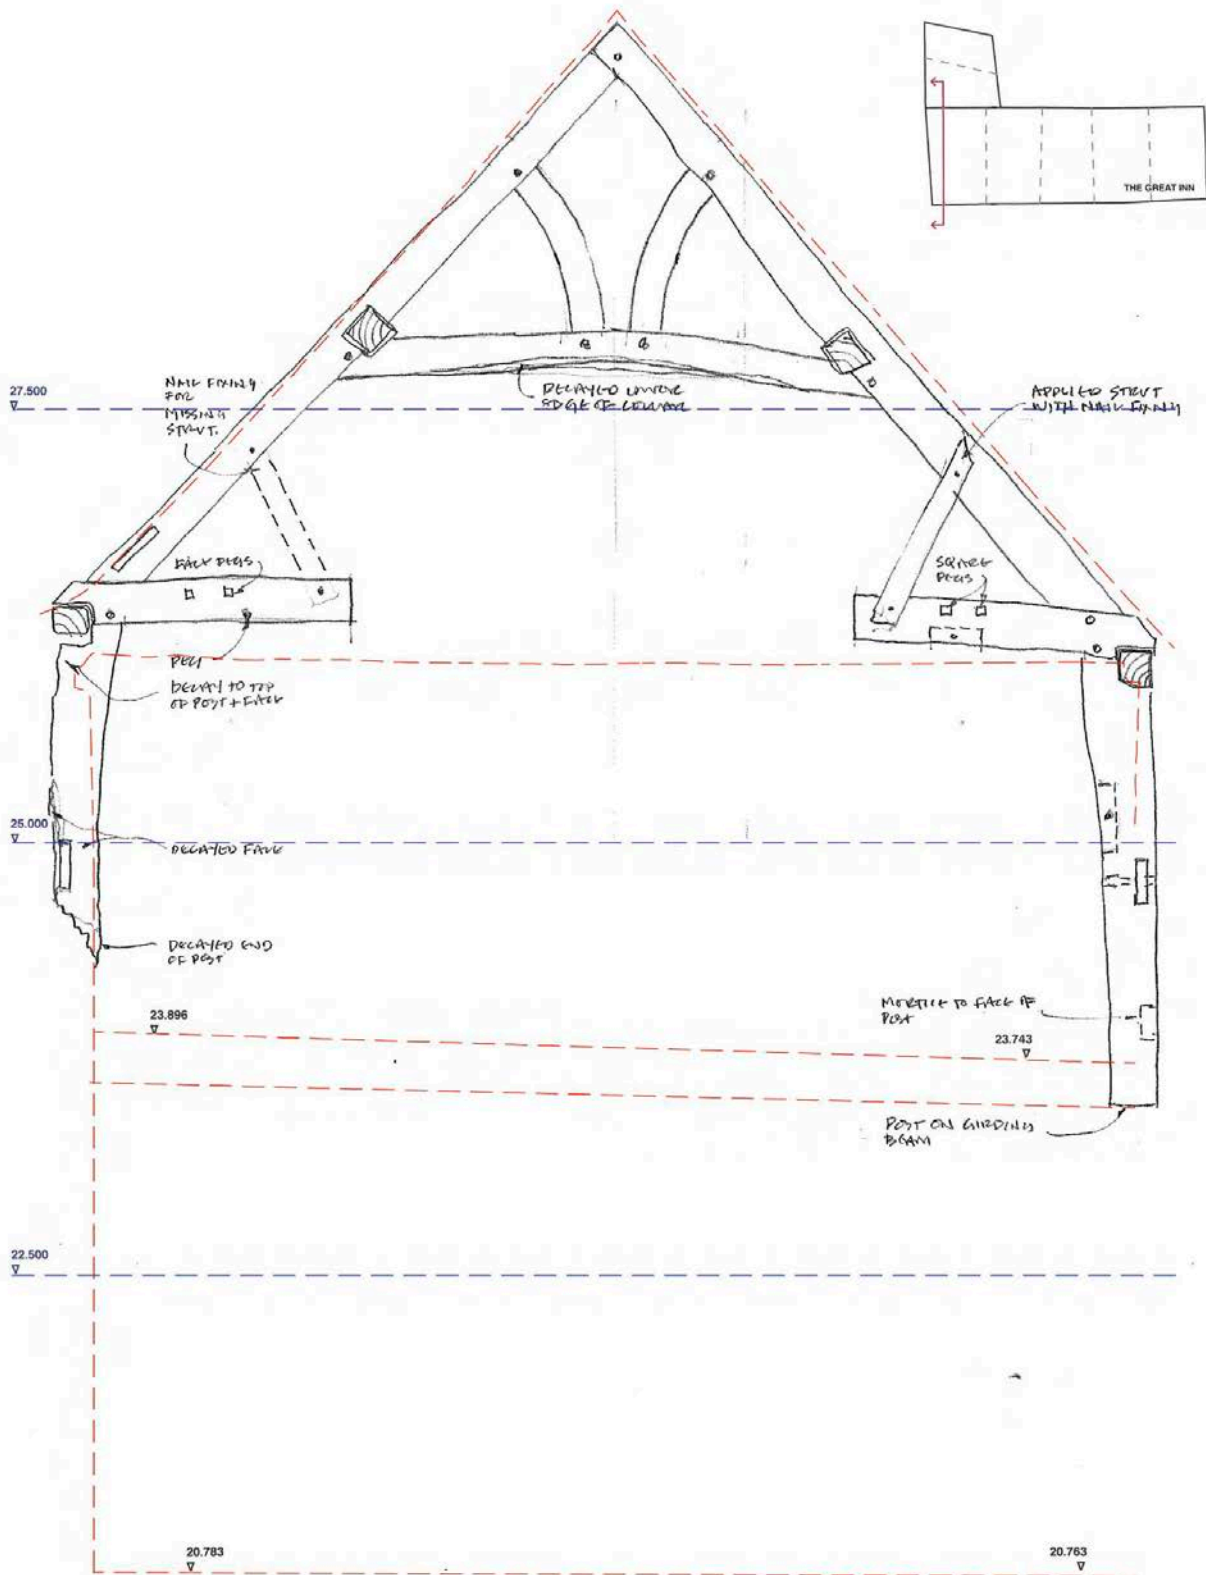 THE GREAT INN
27.500
NAIL FIXING
FOR
MISSING
STRUT.
DECAYED LOWER
EDGE OF COLLAR
APPLIED STRUT
WITH NAIL FIXING
FACE PEGS
SQUARE
PEGS
PEG
DECAY TO TOP
OF POST + FACE
25.000
DECAYED FACE
DECAYED END
OF POST
MORTICE TO FACE OF
POST
23.896
23.743
POST ON GIRDING
BEAM
22.500
20.783
20.763